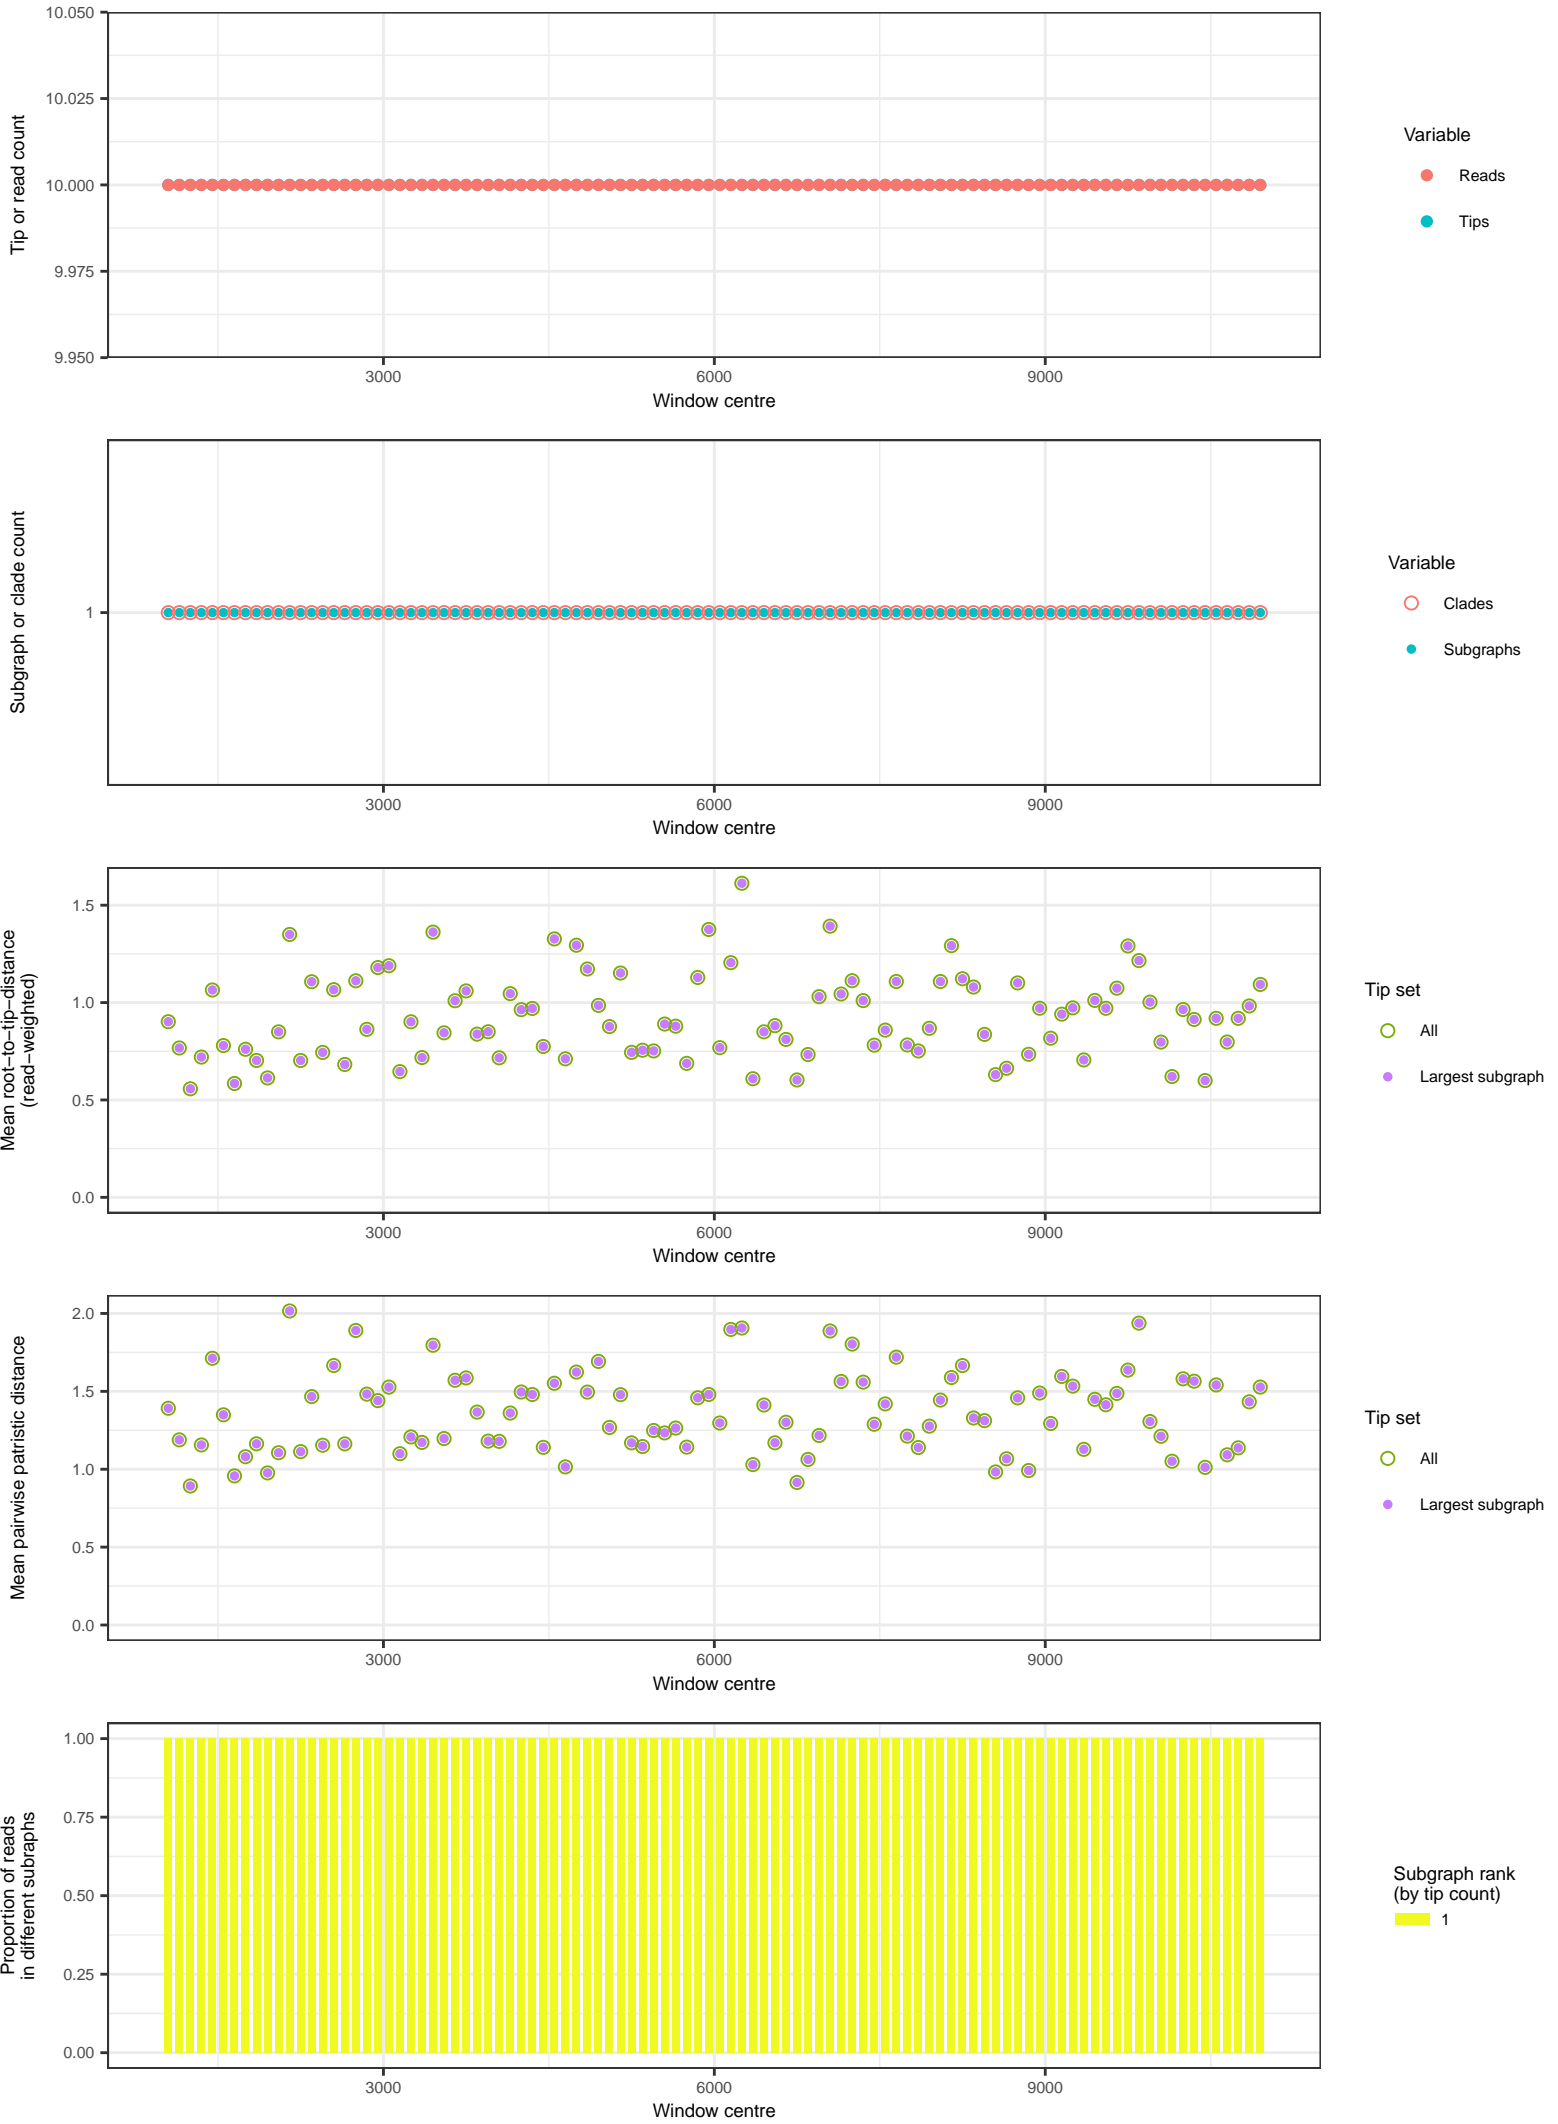 10.050
10.025
10.000
9.975
9.950
Tip or read count
3000
6000
9000
Window centre
Variable
Reads
Tips
1
Subgraph or clade count
3000
6000
9000
Window centre
Variable
Clades
Subgraphs
1.5
1.0
0.5
0.0
Mean root−to−tip−distance
(read−weighted)
3000
6000
9000
Window centre
Tip set
All
Largest subgraph
2.0
1.5
1.0
0.5
0.0
Mean pairwise patristic distance
3000
6000
9000
Window centre
Tip set
All
Largest subgraph
1.00
0.75
0.50
0.25
0.00
Proportion of reads
in different subraphs
3000
6000
9000
Window centre
Subgraph rank
(by tip count)
1